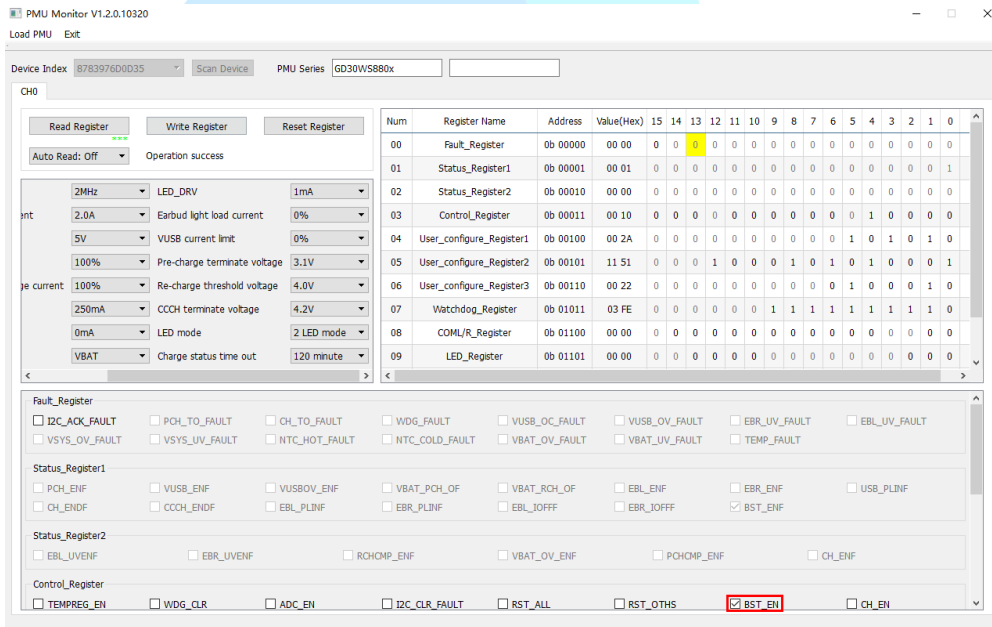 PMU Monitor V1.2.0.10320
Load PMU Exit
Device Index 8783976D0D35 Scan Device PMU Series GD30WS880x
CH0
Read Register Write Register Reset Register
***
Auto Read: Off Operation success
2MHz LED_DRV 1mA
nt 2.0A Earbud light load current 0%
5V VUSB current limit 0%
100% Pre-charge terminate voltage 3.1V
ge current 100% Re-charge threshold voltage 4.0V
250mA CCCH terminate voltage 4.2V
0mA LED mode 2 LED mode
VBAT Charge status time out 120 minute
Num Register Name Address Value(Hex) 15 14 13 12 11 10 9 8 7 6 5 4 3 2 1 0
00 Fault_Register 0b 00000 00 00 0 0 0 0 0 0 0 0 0 0 0 0 0 0 0 0
01 Status_Register1 0b 00001 00 01 0 0 0 0 0 0 0 0 0 0 0 0 0 0 0 1
02 Status_Register2 0b 00010 00 00 0 0 0 0 0 0 0 0 0 0 0 0 0 0 0 0
03 Control_Register 0b 00011 00 10 0 0 0 0 0 0 0 0 0 0 0 1 0 0 0 0
04 User_configure_Register1 0b 00100 00 2A 0 0 0 0 0 0 0 0 0 0 1 0 1 0 1 0
05 User_configure_Register2 0b 00101 11 51 0 0 0 1 0 0 0 1 0 1 0 1 0 0 0 1
06 User_configure_Register3 0b 00110 00 22 0 0 0 0 0 0 0 0 0 0 1 0 0 0 1 0
07 Watchdog_Register 0b 01011 03 FE 0 0 0 0 0 0 1 1 1 1 1 1 1 1 1 0
08 COML/R_Register 0b 01100 00 00 0 0 0 0 0 0 0 0 0 0 0 0 0 0 0 0
09 LED_Register 0b 01101 00 00 0 0 0 0 0 0 0 0 0 0 0 0 0 0 0 0
Fault_Register
I2C_ACK_FAULT PCH_TO_FAULT CH_TO_FAULT WDG_FAULT VUSB_OC_FAULT VUSB_OV_FAULT EBR_UV_FAULT EBL_UV_FAULT
VSYS_OV_FAULT VSYS_UV_FAULT NTC_HOT_FAULT NTC_COLD_FAULT VBAT_OV_FAULT VBAT_UV_FAULT TEMP_FAULT
Status_Register1
PCH_ENF VUSB_ENF VUSBOV_ENF VBAT_PCH_OF VBAT_RCH_OF EBL_ENF EBR_ENF USB_PLINF
CH_ENDF CCCH_ENDF EBL_PLINF EBR_PLINF EBL_IOFFF EBR_IOFFF BST_ENF
Status_Register2
EBL_UVENF EBR_UVENF RCHCMP_ENF VBAT_OV_ENF PCHCMP_ENF CH_ENF
Control_Register
TEMPREG_EN WDG_CLR ADC_EN I2C_CLR_FAULT RST_ALL RST_OTHS BST_EN CH_EN